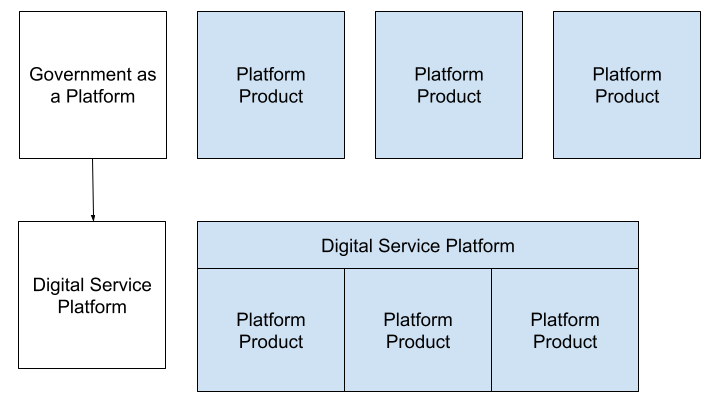 Government as
a Platform
Platform
Product
Platform
Product
Platform
Product
Digital Service
Platform
Digital Service Platform
Platform
Product
Platform
Product
Platform
Product